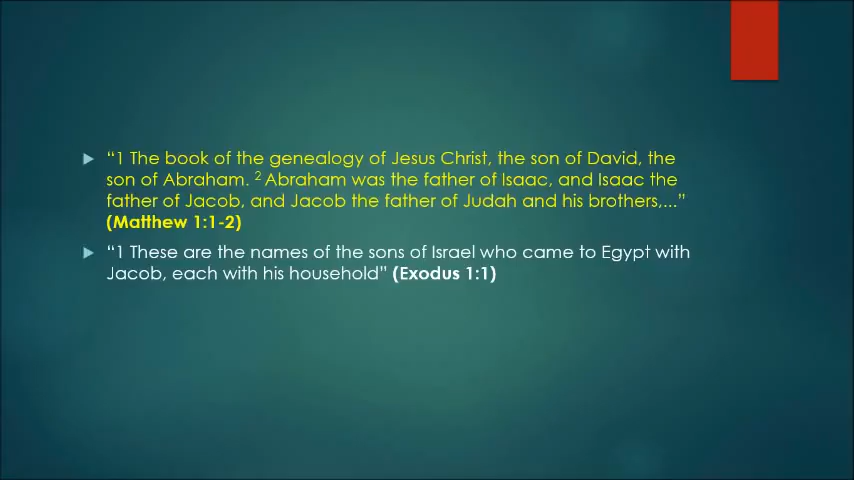 “1 The book of the genealogy of Jesus Christ, the son of David, the
son of Abraham. 2 Abraham was the father of Isaac, and Isaac the
father of Jacob, and Jacob the father of Judah and his brothers,...”
(Matthew 1:1-2)
“1 These are the names of the sons of Israel who came to Egypt with
Jacob, each with his household” (Exodus 1:1)